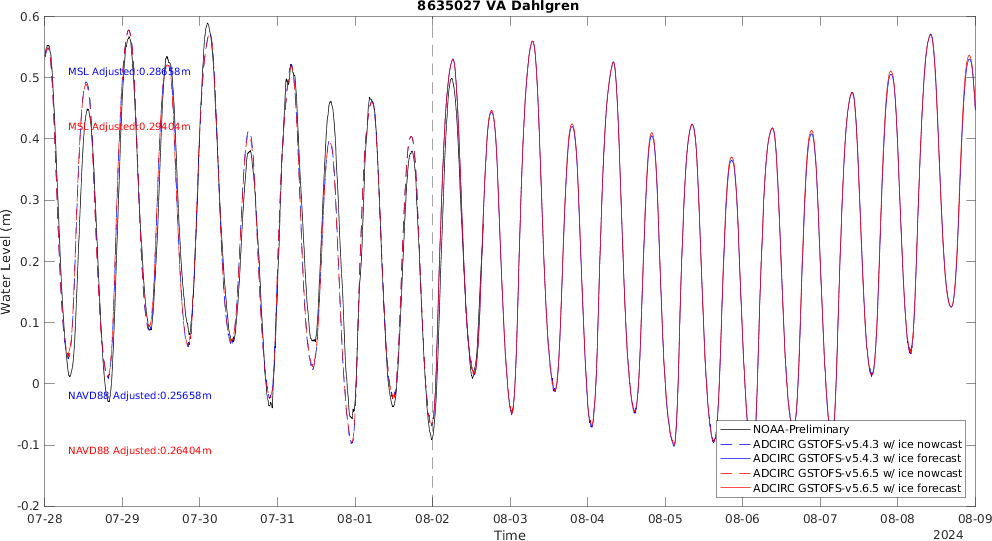 8635027 VA Dahlgren
0.6
0.5
0.4
0.3
0.2
0.1
0
-0.1
-0.2
Water Level (m)
MSL Adjusted:0.28658m
MSL Adjusted:0.29404m
NAVD88 Adjusted:0.25658m
NAVD88 Adjusted:0.26404m
NOAA-Preliminary
ADCIRC GSTOFS-v5.4.3 w/ ice nowcast
ADCIRC GSTOFS-v5.4.3 w/ ice forecast
ADCIRC GSTOFS-v5.6.5 w/ ice nowcast
ADCIRC GSTOFS-v5.6.5 w/ ice forecast
07-28 07-29 07-30 07-31 08-01 08-02 08-03 08-04 08-05 08-06 08-07 08-08 08-09
Time
2024